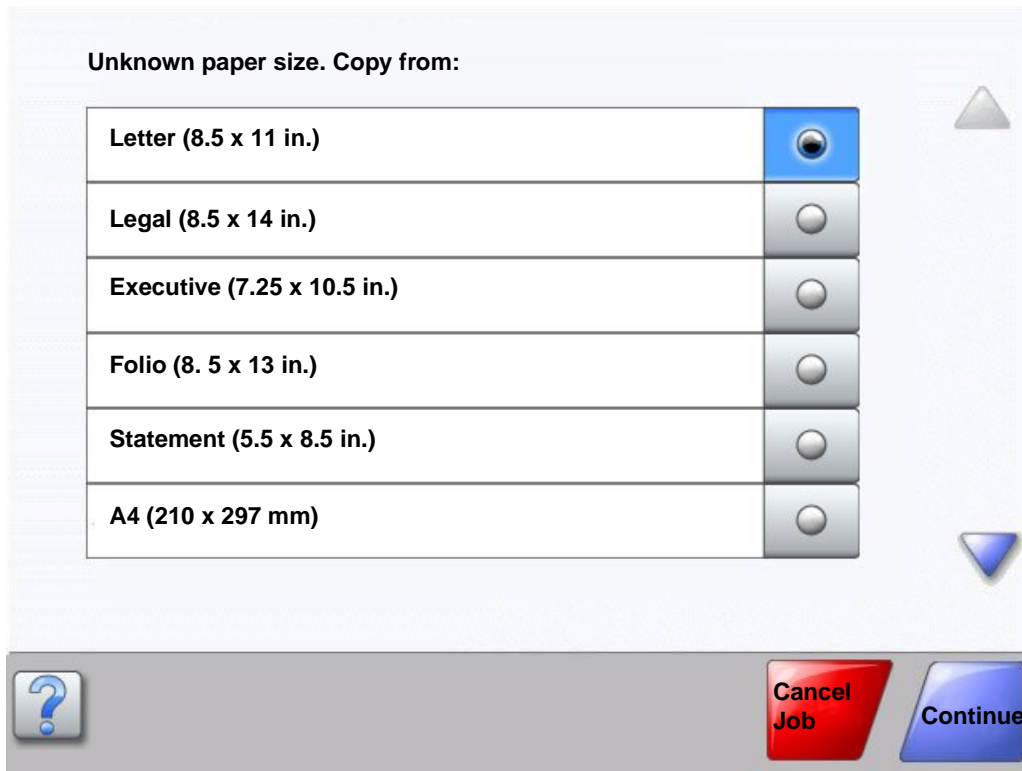 Unknown paper size. Copy from:
Letter (8.5 x 11 in.)
Legal (8.5 x 14 in.)
Executive (7.25 x 10.5 in.)
Folio (8. 5 x 13 in.)
Statement (5.5 x 8.5 in.)
A4 (210 x 297 mm)
?
Cancel
Job
Continue